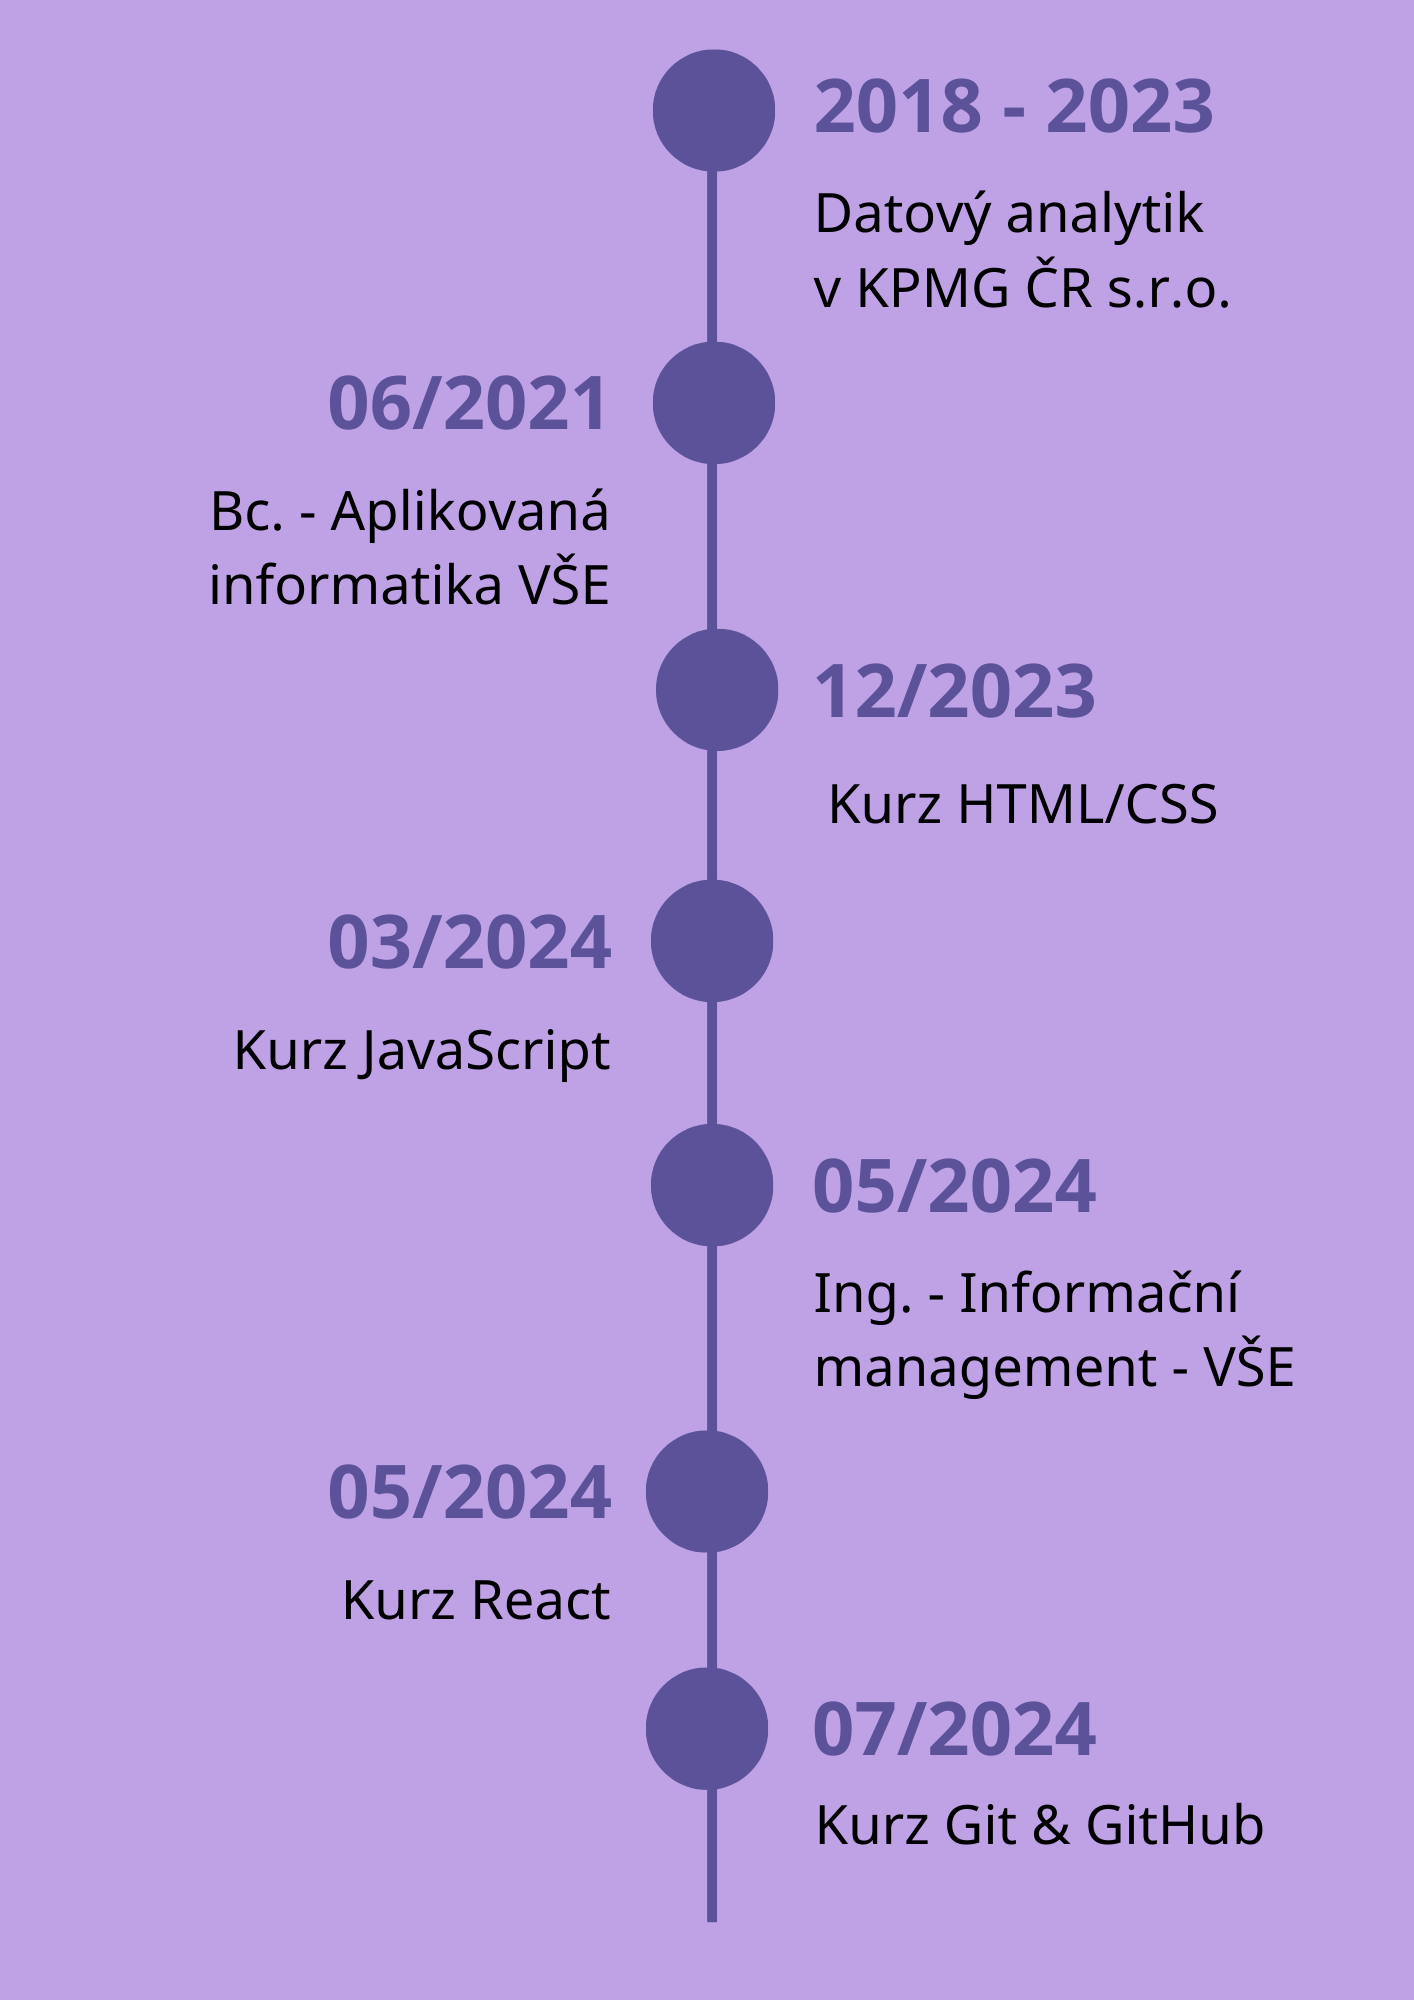 2018 - 2023
Datový analytik
v KPMG ČR s.r.o.
06/2021
Bc. - Aplikovaná
informatika VŠE
12/2023
Kurz HTML/CSS
03/2024
Kurz JavaScript
05/2024
Ing. - Informační
management - VŠE
05/2024
Kurz React
07/2024
Kurz Git & GitHub